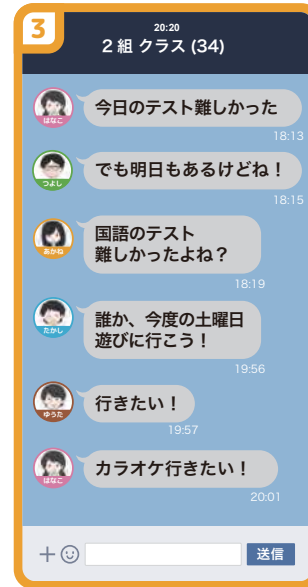 3
20:20
2組 クラス (34)
今日のテスト難しかった
はなこ
18:13
でも明日もあるけどね！
つよし
18:15
国語のテスト
難しかったよね？
あかね
18:19
誰か、今度の土曜日
遊びに行こう！
たかし
19:56
行きたい！
ゆうた
19:57
カラオケ行きたい！
はなこ
20:01
送信